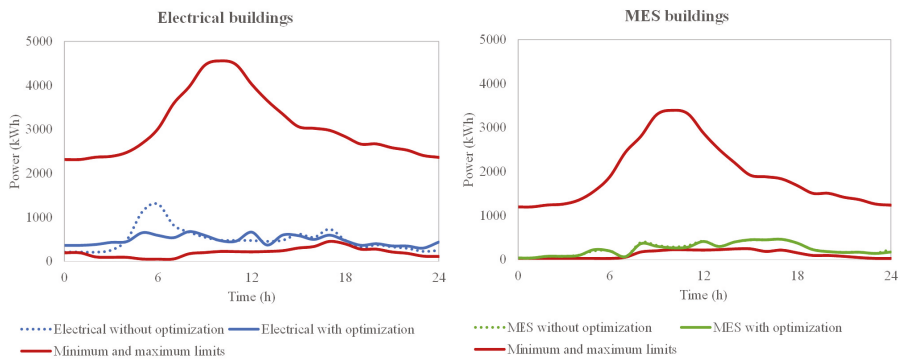 Electrical buildings
5000
4000
3000
2000
1000
0
Power (kWh)
0
6
12
18
24
Time (h)
Electrical without optimization
Electrical with optimization
Minimum and maximum limits
MES buildings
5000
4000
3000
2000
1000
0
Power (kWh)
0
6
12
18
24
Time (h)
MES without optimization
MES with optimization
Minimum and maximum limits